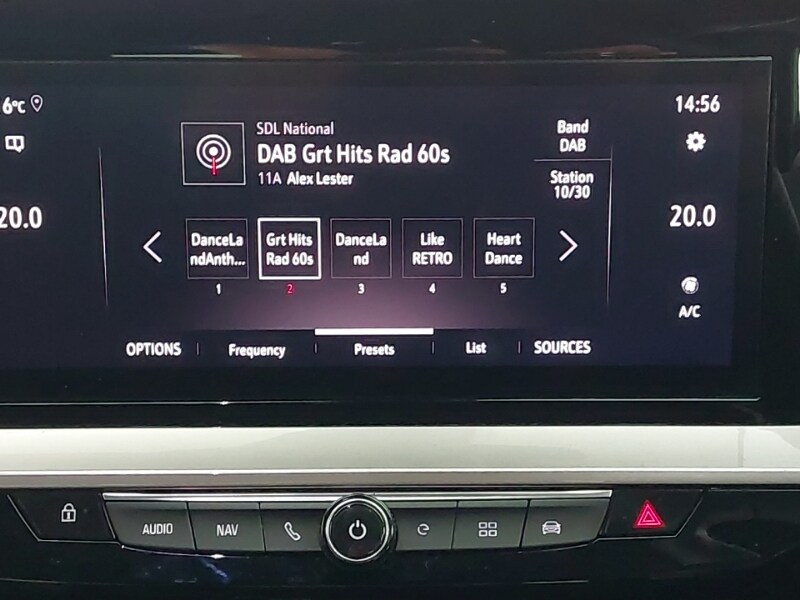 6°C
14:56
SDL National
DAB Grt Hits Rad 60s
11A Alex Lester
Band
DAB
Station
10/30
20.0
20.0
DanceLa
ndAnth...
1
Grt Hits
Rad 60s
2
DanceLa
nd
3
Like
RETRO
4
Heart
Dance
5
A/C
OPTIONS
Frequency
Presets
List
SOURCES
AUDIO
NAV